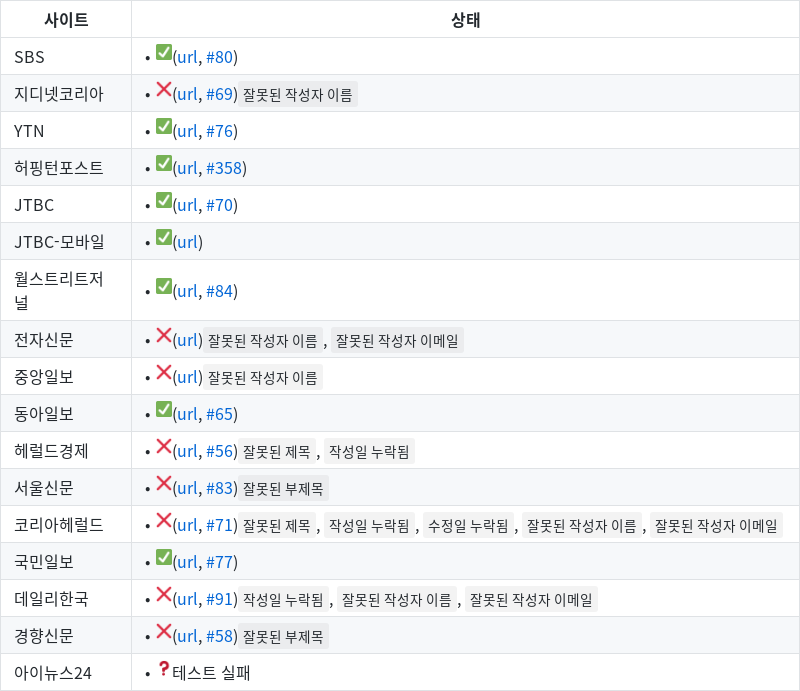 사이트 상태
SBS • ✅(url, #80)
지디넷코리아 • ❌(url, #69) 잘못된 작성자 이름
YTN • ✅(url, #76)
허핑턴포스트 • ✅(url, #358)
JTBC • ✅(url, #70)
JTBC-모바일 • ✅(url)
월스트리트저
널 • ✅(url, #84)
전자신문 • ❌(url) 잘못된 작성자 이름 , 잘못된 작성자 이메일
중앙일보 • ❌(url) 잘못된 작성자 이름
동아일보 • ✅(url, #65)
헤럴드경제 • ❌(url, #56) 잘못된 제목 , 작성일 누락됨
서울신문 • ❌(url, #83) 잘못된 부제목
코리아헤럴드 • ❌(url, #71) 잘못된 제목 , 작성일 누락됨 , 수정일 누락됨 , 잘못된 작성자 이름 , 잘못된 작성자 이메일
국민일보 • ✅(url, #77)
데일리한국 • ❌(url, #91) 작성일 누락됨 , 잘못된 작성자 이름 , 잘못된 작성자 이메일
경향신문 • ❌(url, #58) 잘못된 부제목
아이뉴스24 • ❓테스트 실패